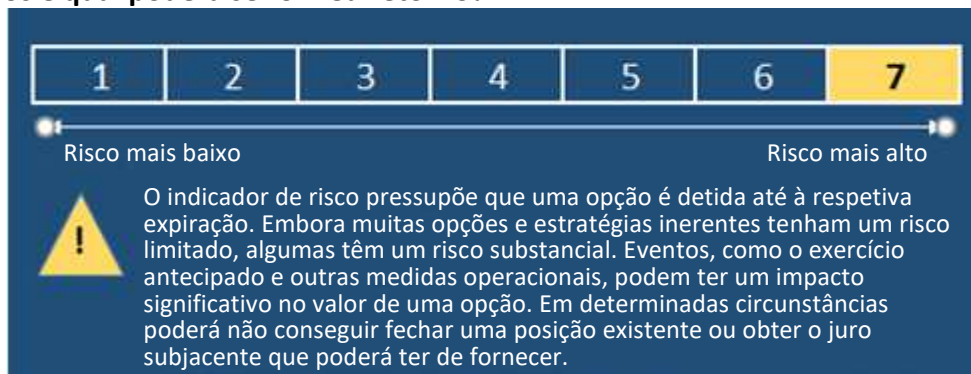 1 2 3 4 5 6 7
Risco mais baixo Risco mais alto
O indicador de risco pressupõe que uma opção é detida até à respetiva
expiração. Embora muitas opções e estratégias inerentes tenham um risco
limitado, algumas têm um risco substancial. Eventos, como o exercício
antecipado e outras medidas operacionais, podem ter um impacto
significativo no valor de uma opção. Em determinadas circunstâncias
poderá não conseguir fechar uma posição existente ou obter o juro
subjacente que poderá ter de fornecer.